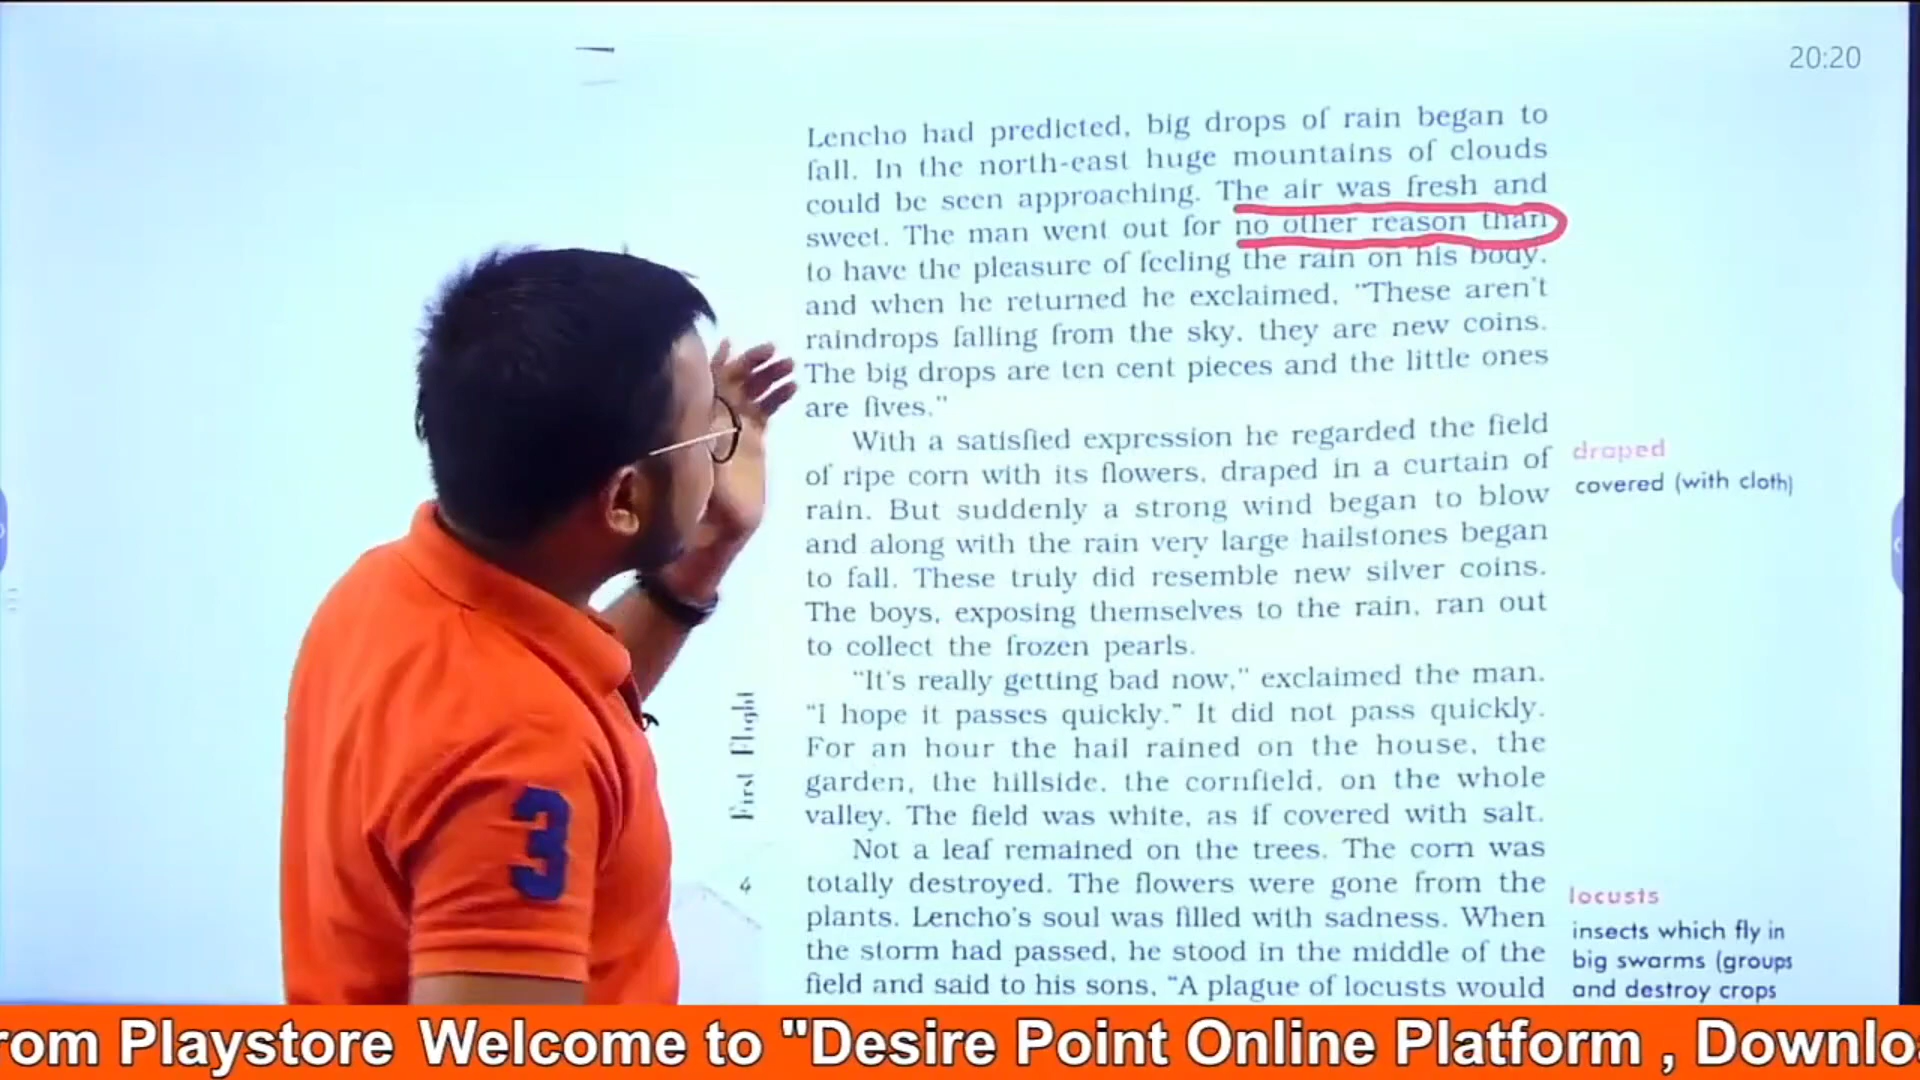 20:20
Lencho had predicted, big drops of rain began to
fall. In the north-east huge mountains of clouds
could be seen approaching. The air was fresh and
sweet. The man went out for no other reason than
to have the pleasure of feeling the rain on his body,
and when he returned he exclaimed, "These aren't
raindrops falling from the sky, they are new coins.
The big drops are ten cent pieces and the little ones
are fives."
With a satisfied expression he regarded the field
of ripe corn with its flowers, draped in a curtain of
rain. But suddenly a strong wind began to blow
and along with the rain very large hailstones began
to fall. These truly did resemble new silver coins.
The boys, exposing themselves to the rain, ran out
to collect the frozen pearls.
"It's really getting bad now," exclaimed the man.
"I hope it passes quickly." It did not pass quickly.
For an hour the hail rained on the house, the
garden, the hillside, the cornfield, on the whole
valley. The field was white, as if covered with salt.
Not a leaf remained on the trees. The corn was
totally destroyed. The flowers were gone from the
plants. Lencho's soul was filled with sadness. When
the storm had passed, he stood in the middle of the
field and said to his sons, "A plague of locusts would
draped
covered (with cloth)
locusts
insects which fly in
big swarms (groups
and destroy crops
First Flight
4
3
rom Playstore Welcome to "Desire Point Online Platform , Downlo